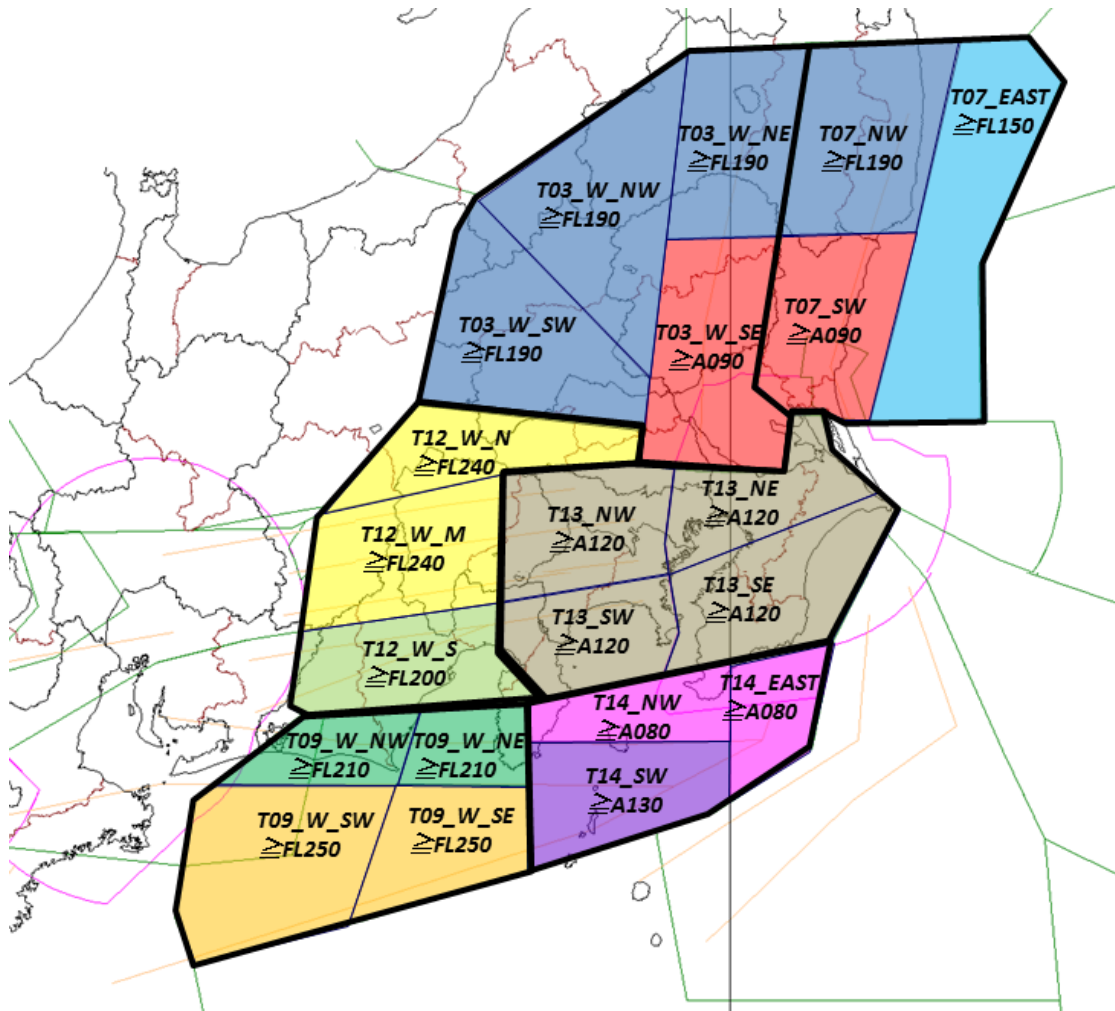 T07_EAST
≧FL150
T03_W_NE
≧FL190
T07_NW
≧FL190
T03_W_NW
≧FL190
T07_SW
≧A090
T03_W_SW
≧FL190
T03_W_SE
≧A090
T12_W_N
≧FL240
T13_NE
≧A120
T13_NW
≧A120
T12_W_M
≧FL240
T13_SE
≧A120
T13_SW
≧A120
T12_W_S
≧FL200
T14_EAST
≧A080
T14_NW
≧A080
T09_W_NW
≧FL210
T09_W_NE
≧FL210
T14_SW
≧A130
T09_W_SW
≧FL250
T09_W_SE
≧FL250